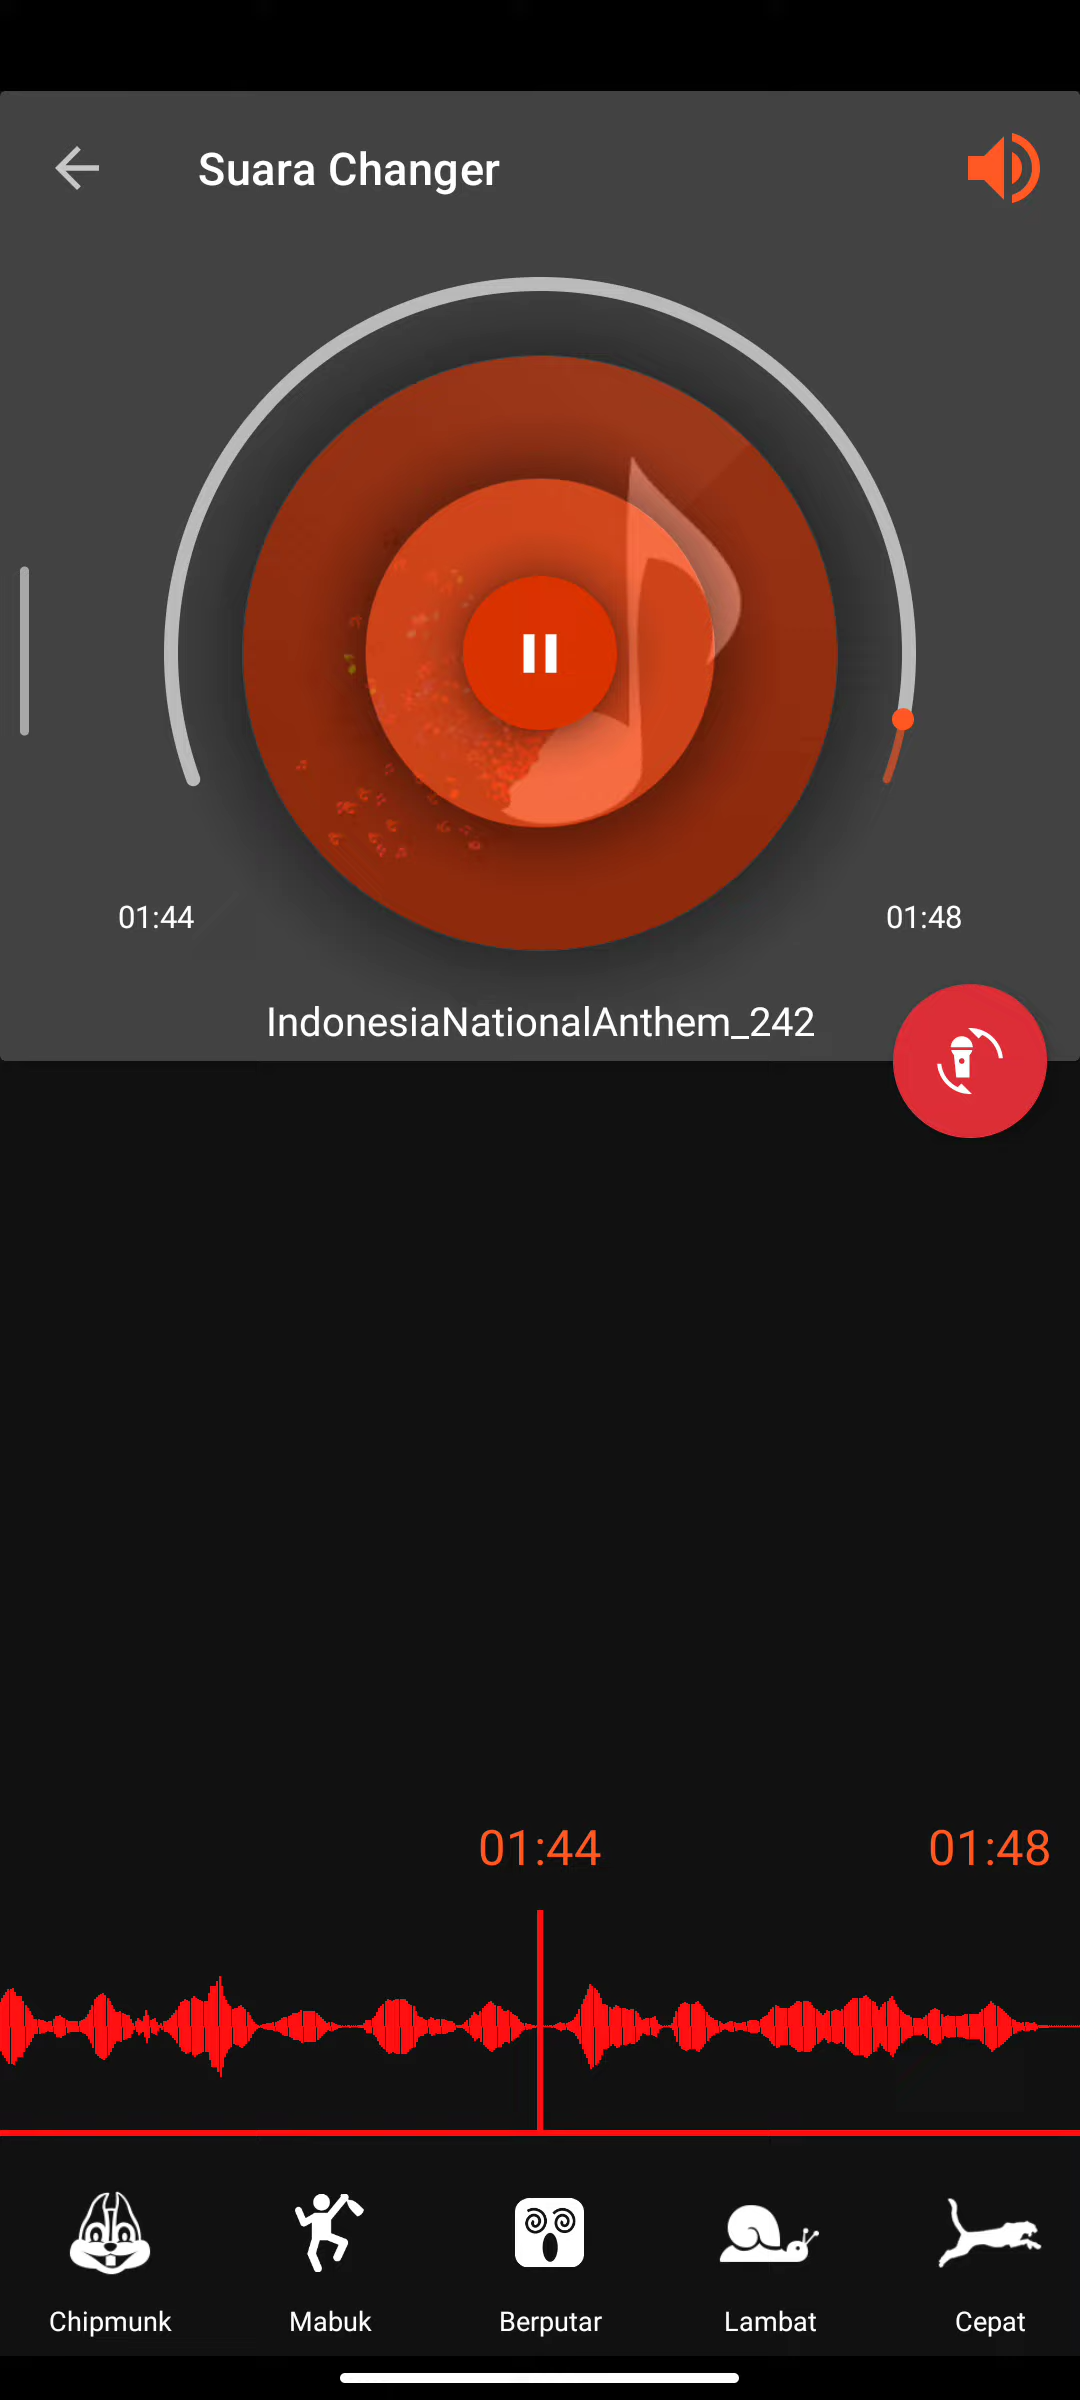 Suara Changer
01:44
01:48
IndonesiaNationalAnthem_242
01:44
01:48
Chipmunk
Mabuk
Berputar
Lambat
Cepat